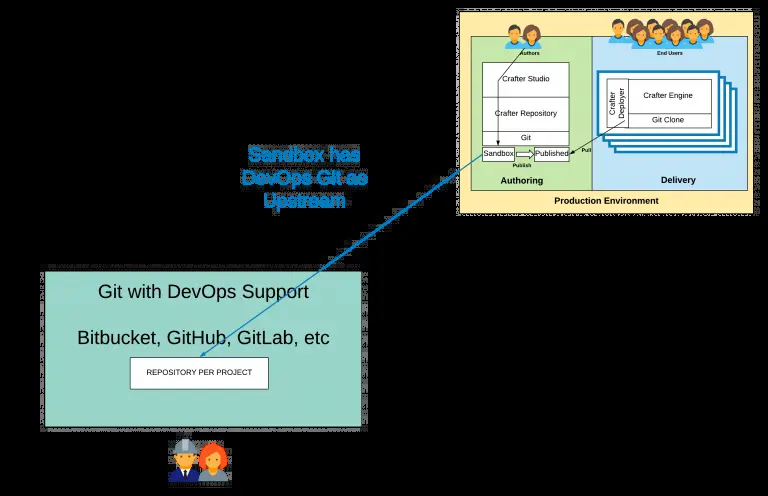 Authors
End Users
Crafter Studio
Crafter
Deployer
Crafter Engine
Crafter Repository
Git Clone
Git
Sandbox
Published
Pull
Publish
Authoring
Delivery
Production Environment
Sandbox has
DevOps Git as
Upstream
Git with DevOps Support
Bitbucket, GitHub, GitLab, etc
REPOSITORY PER PROJECT